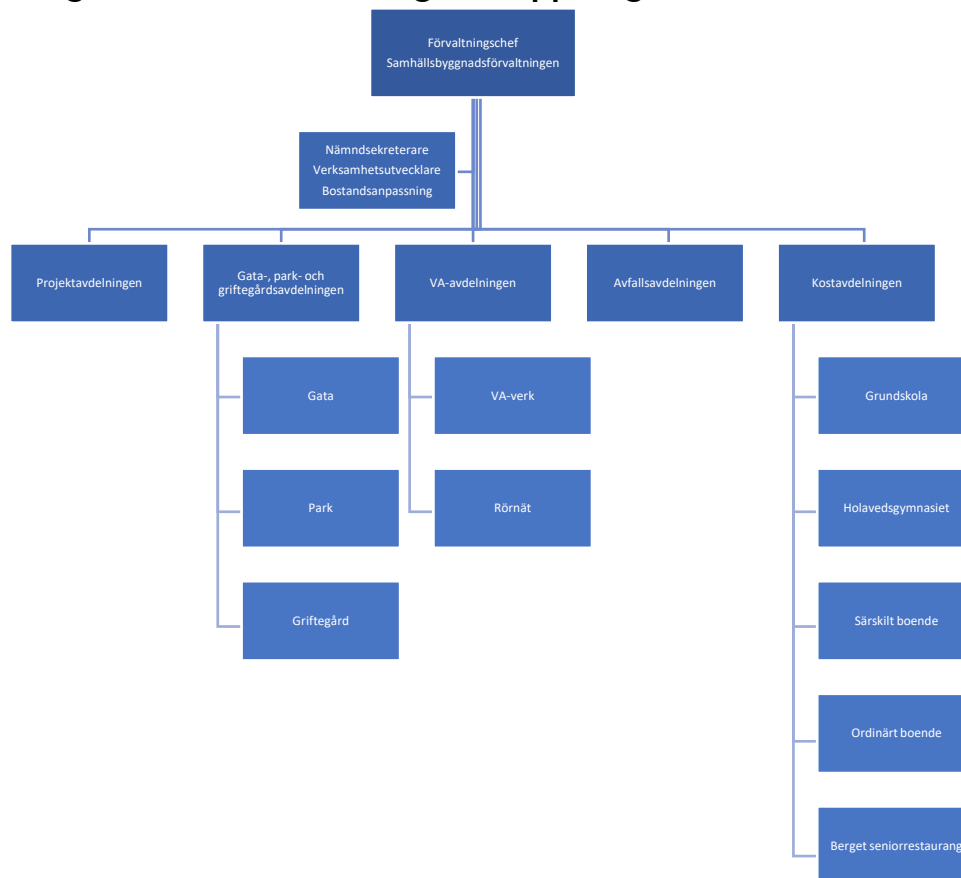 Förvaltningschef
Samhällsbyggnadsförvaltningen
Nämndsekreterare
Verksamhetsutvecklare
Bostandsanpassning
Projektavdelningen
Gata-, park- och
griftegårdsavdelningen
VA-avdelningen
Avfallsavdelningen
Kostavdelningen
Gata
VA-verk
Grundskola
Park
Rörnät
Holavedsgymnasiet
Griftegård
Särskilt boende
Ordinärt boende
Berget seniorrestaurang